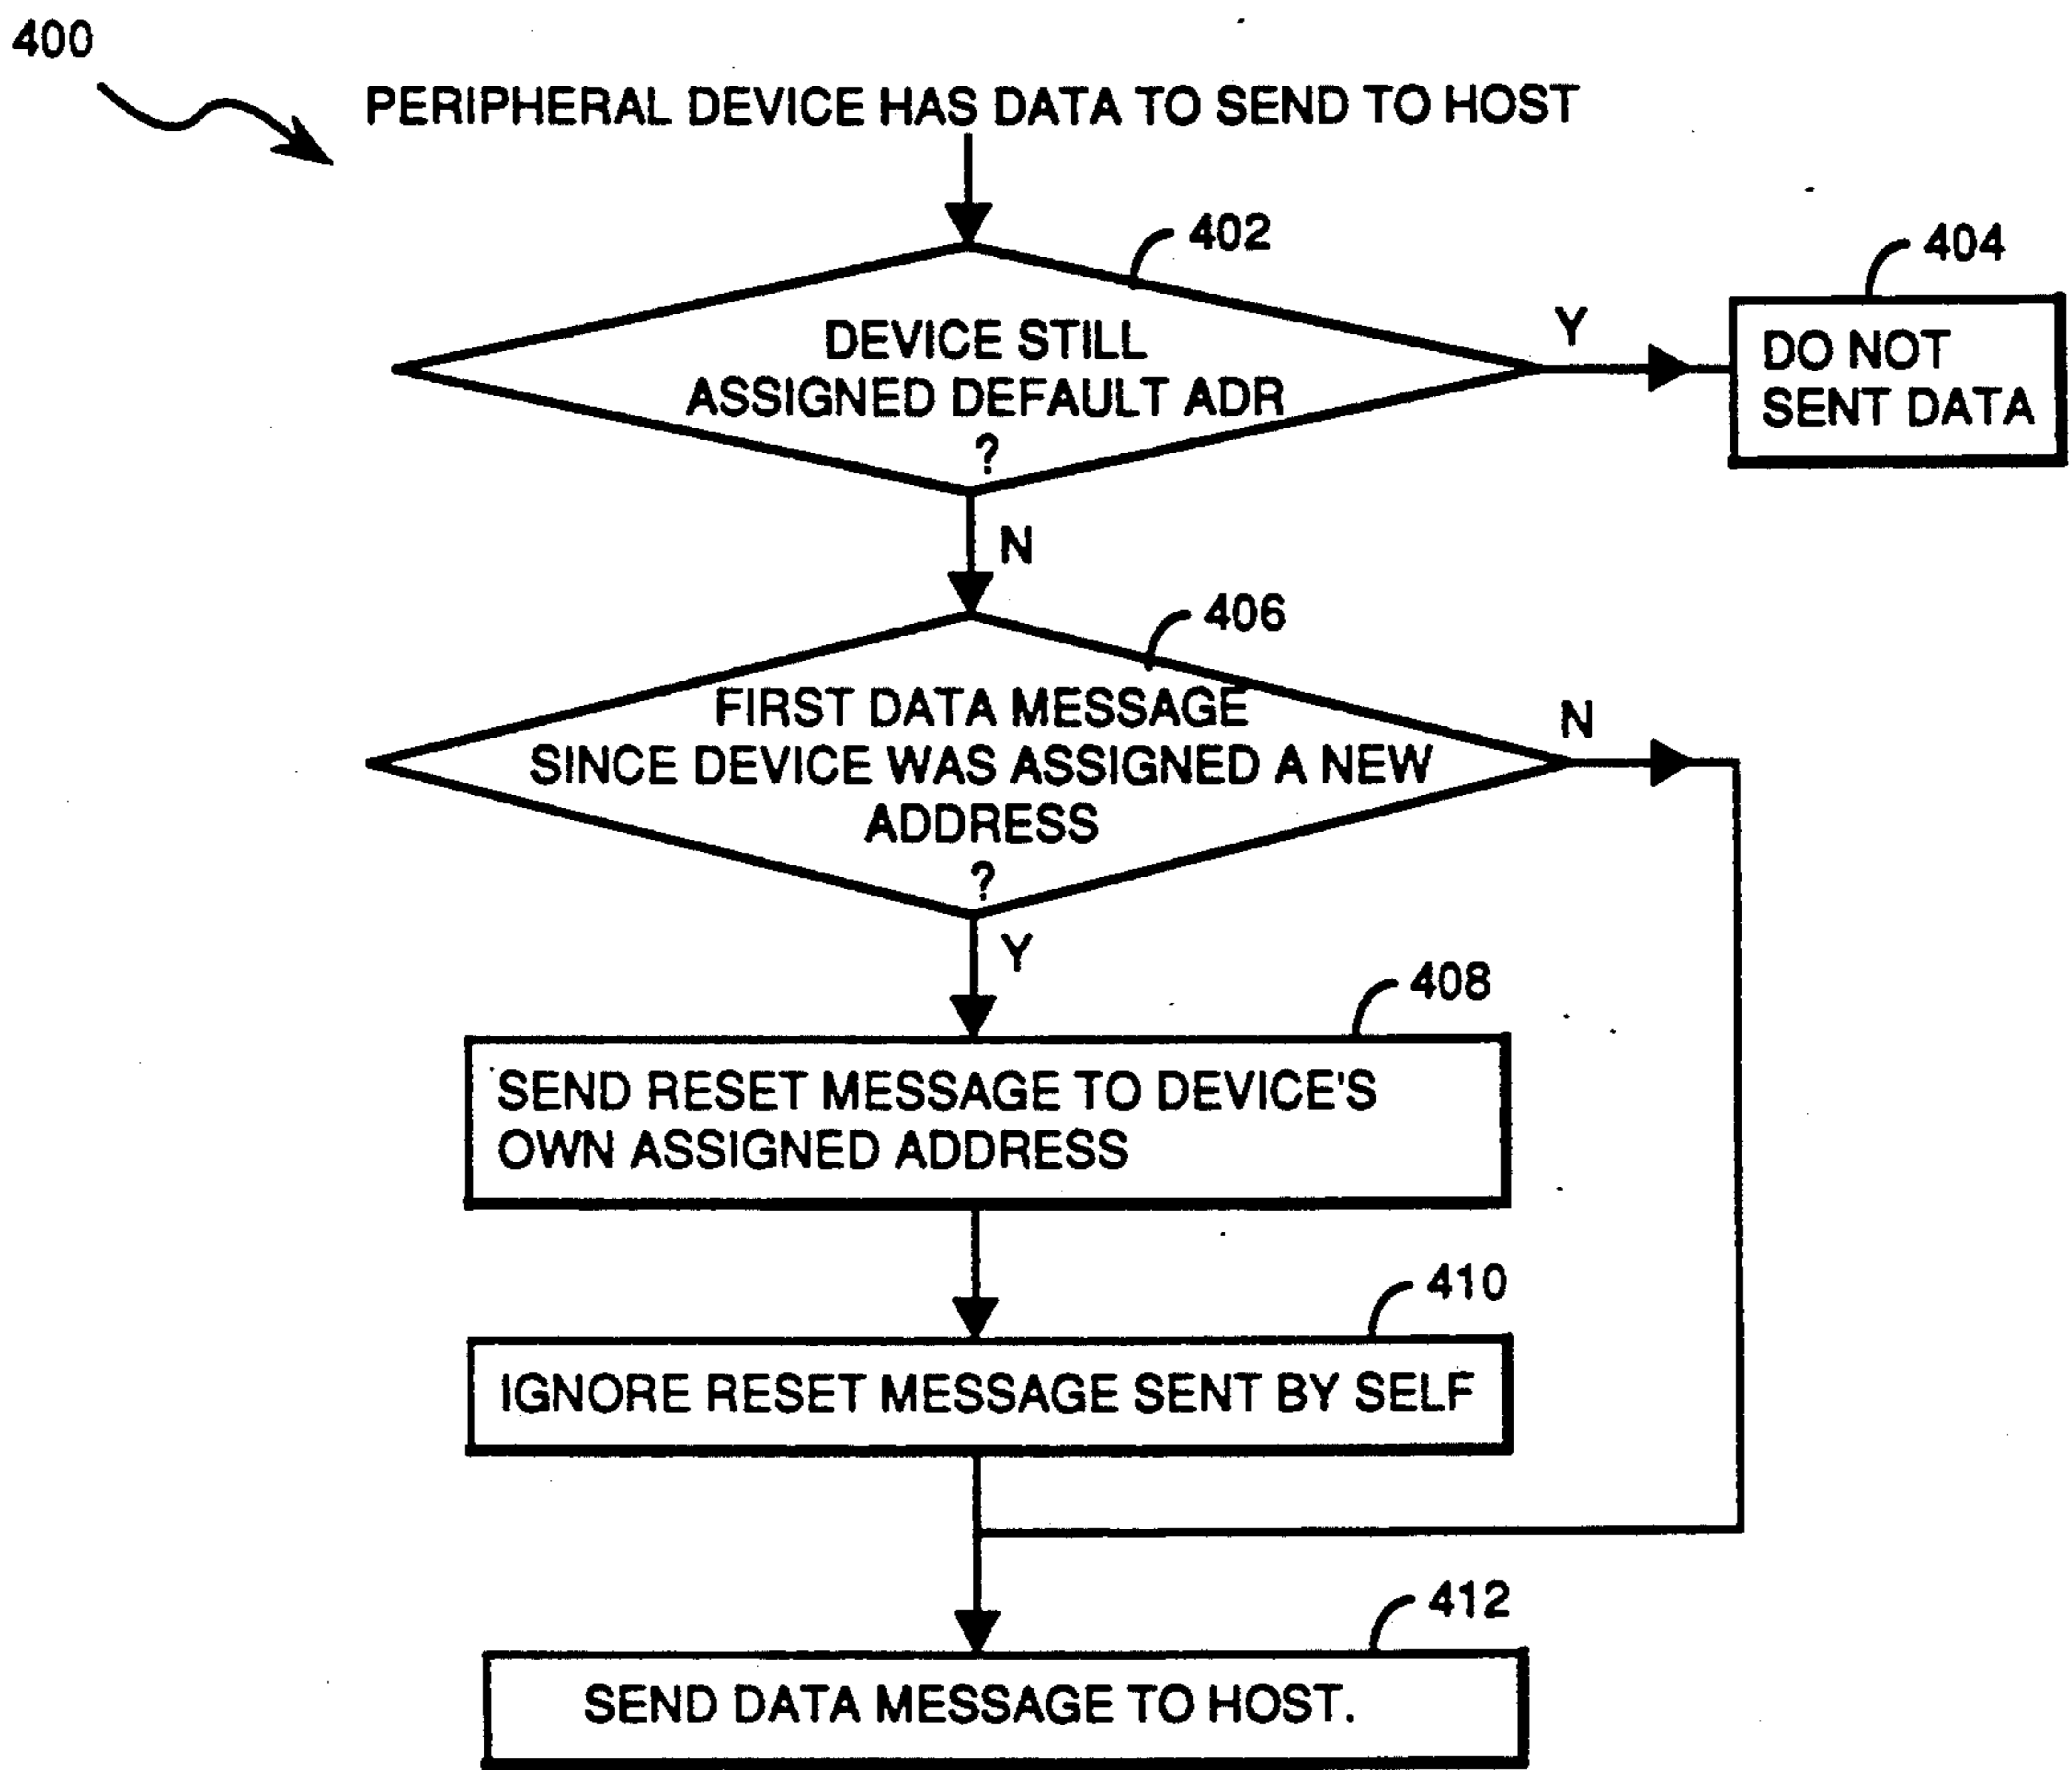 400
PERIPHERAL DEVICE HAS DATA TO SEND TO HOST
402
DEVICE STILL
ASSIGNED DEFAULT ADR
?
Y
404
DO NOT
SENT DATA
N
406
FIRST DATA MESSAGE
SINCE DEVICE WAS ASSIGNED A NEW
ADDRESS
?
N
Y
408
SEND RESET MESSAGE TO DEVICE'S
OWN ASSIGNED ADDRESS
410
IGNORE RESET MESSAGE SENT BY SELF
412
SEND DATA MESSAGE TO HOST.